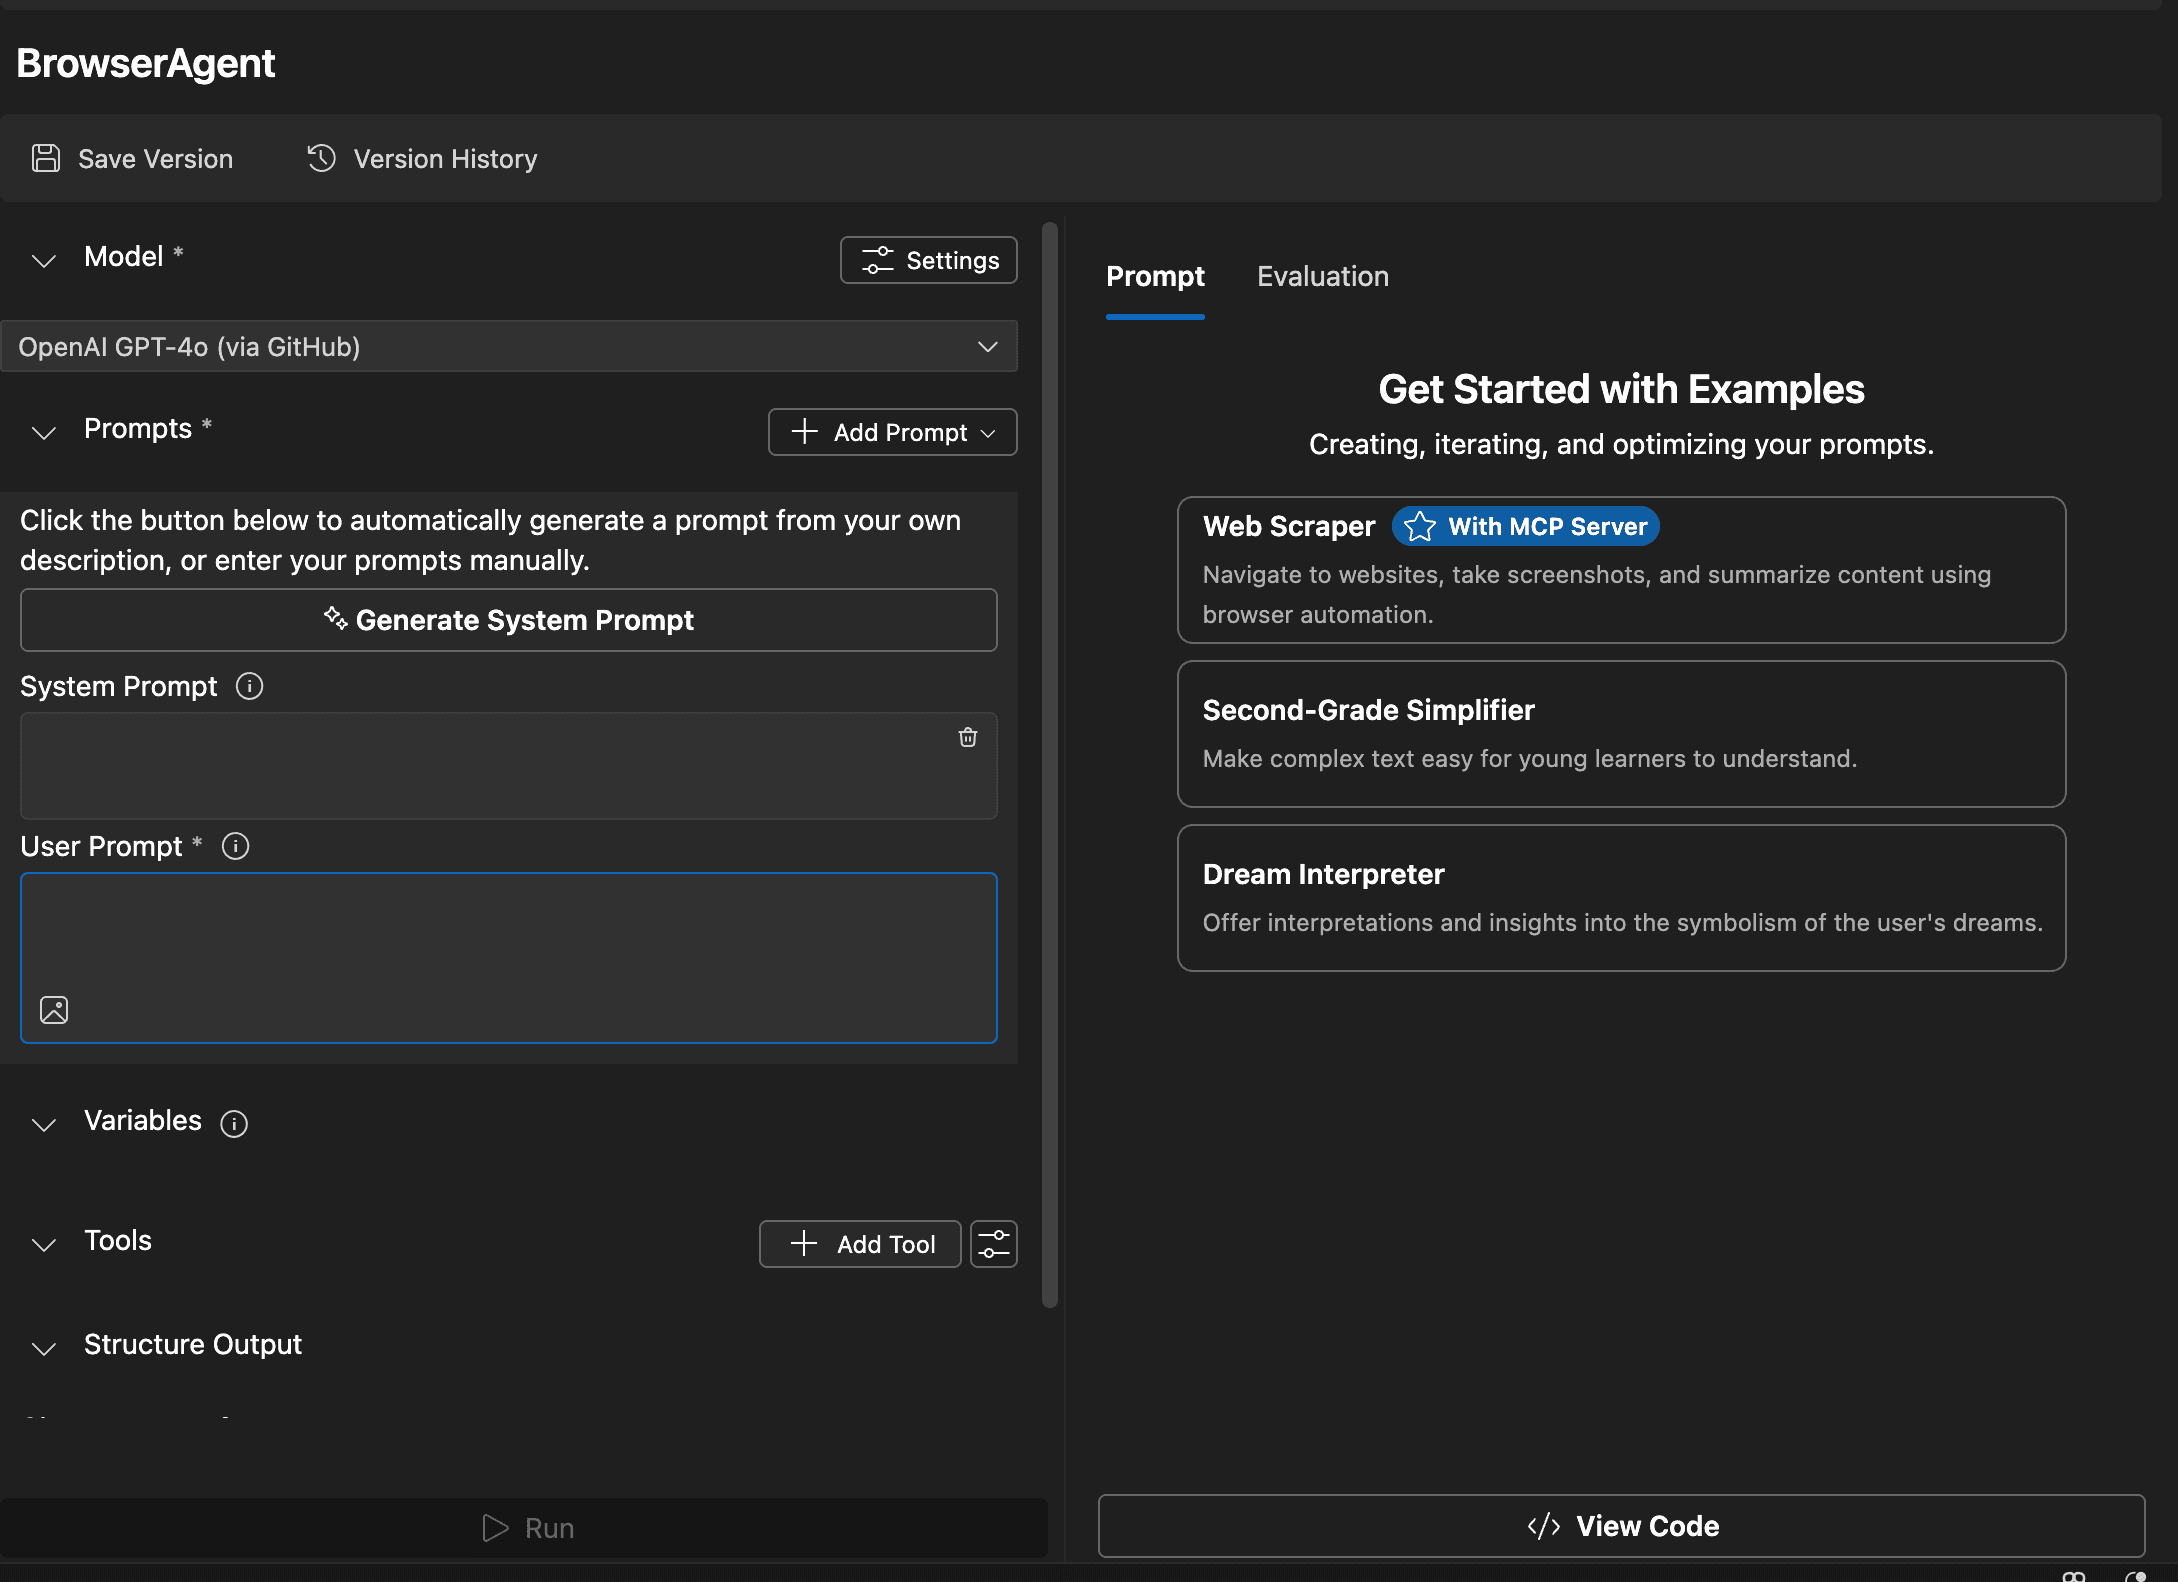 BrowserAgent
Save Version
Version History
Model *
Settings
OpenAI GPT-4o (via GitHub)
Prompts *
Add Prompt
Click the button below to automatically generate a prompt from your own
description, or enter your prompts manually.
Generate System Prompt
System Prompt
User Prompt *
Variables
Tools
Add Tool
Structure Output
Run
Prompt
Evaluation
Get Started with Examples
Creating, iterating, and optimizing your prompts.
Web Scraper
With MCP Server
Navigate to websites, take screenshots, and summarize content using
browser automation.
Second-Grade Simplifier
Make complex text easy for young learners to understand.
Dream Interpreter
Offer interpretations and insights into the symbolism of the user's dreams.
View Code